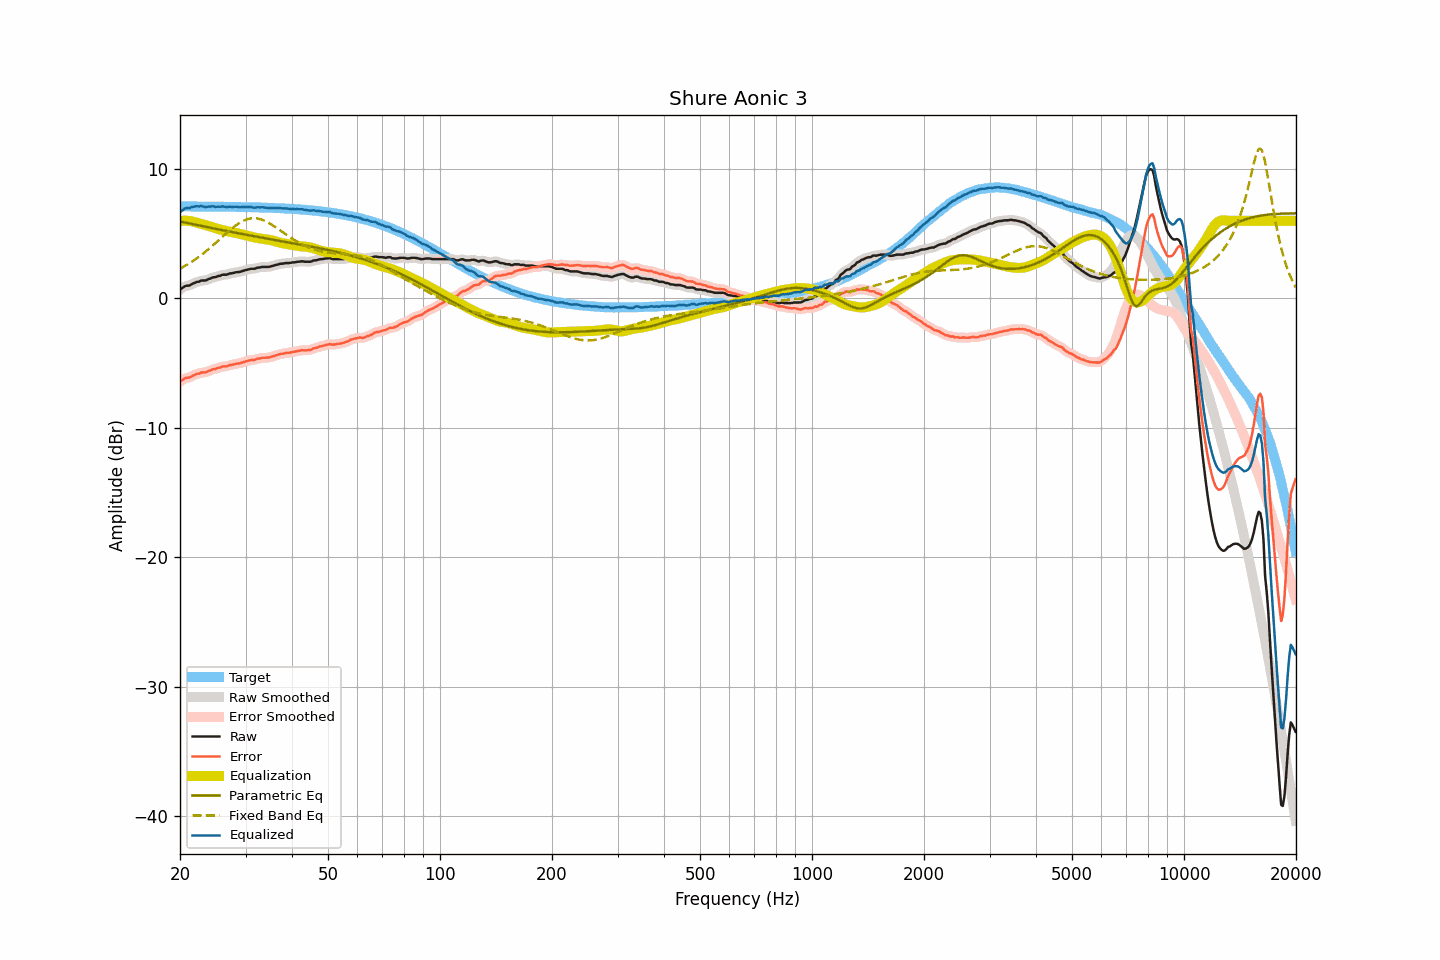 Shure Aonic 3
Amplitude (dBr)
10
0
−10
−20
−30
−40
Target
Raw Smoothed
Error Smoothed
Raw
Error
Equalization
Parametric Eq
Fixed Band Eq
Equalized
20 50 100 200 500 1000 2000 5000 10000 20000
Frequency (Hz)